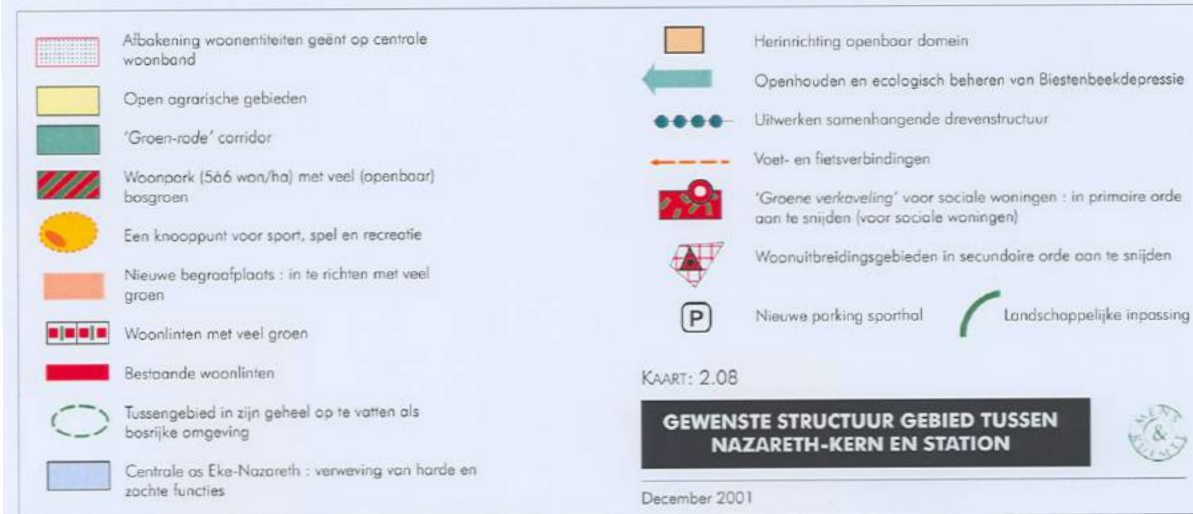 Afbakening woonentiteiten geënt op centrale
woonband
Open agrarische gebieden
'Groen-rode' corridor
Woonpark (5à6 won/ha) met veel (openbaar)
bosgroen
Een knooppunt voor sport, spel en recreatie
Nieuwe begraafplaats : in te richten met veel
groen
Woonlinten met veel groen
Bestaande woonlinten
Tussengebied in zijn geheel op te vatten als
bosrijke omgeving
Centrale as Eke-Nazareth : verweving van harde en
zachte functies
Herinrichting openbaar domein
Openhouden en ecologisch beheren van Biestenbeekdepressie
Uitwerken samenhangende drevenstructuur
Voet- en fietsverbindingen
'Groene verkaveling' voor sociale woningen : in primaire orde
aan te snijden (voor sociale woningen)
Woonuitbreidingsgebieden in secundaire orde aan te snijden
P
Nieuwe parking sporthal
Landschappelijke inpassing
KAART: 2.08
GEWENSTE STRUCTUUR GEBIED TUSSEN
NAZARETH-KERN EN STATION
MENS
&
RUIMTE
December 2001